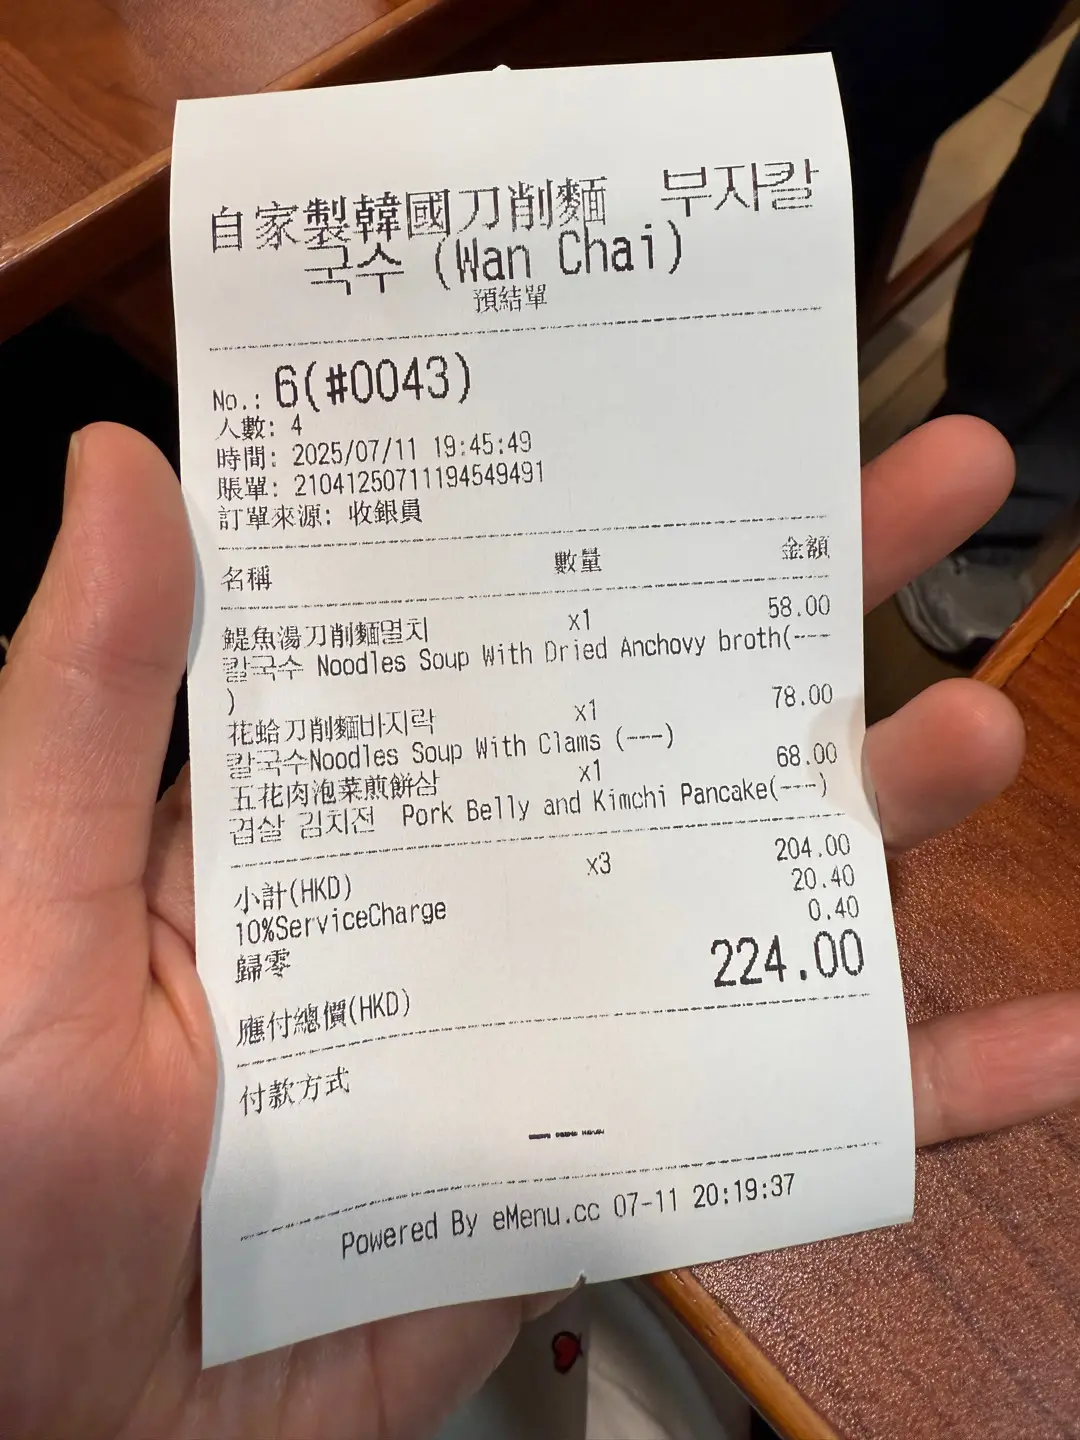 自家製韓國刀削麵 부자칼
국수 (Wan Chai)
預結單
No.: 6(#0043)
人數: 4
時間: 2025/07/11 19:45:49
賬單: 21041250711194549491
訂單來源: 收銀員
名稱 數量 金額
鯷魚湯刀削麵멸치 x1 58.00
칼국수 Noodles Soup With Dried Anchovy broth(---
)
花蛤刀削麵바지락 x1 78.00
칼국수Noodles Soup With Clams (---)
五花肉泡菜煎餅삼 x1 68.00
겹살 김치전 Pork Belly and Kimchi Pancake(---)
小計(HKD) x3 204.00
10%ServiceCharge 20.40
歸零 0.40
應付總價(HKD) 224.00
付款方式
Powered By eMenu.cc 07-11 20:19:37